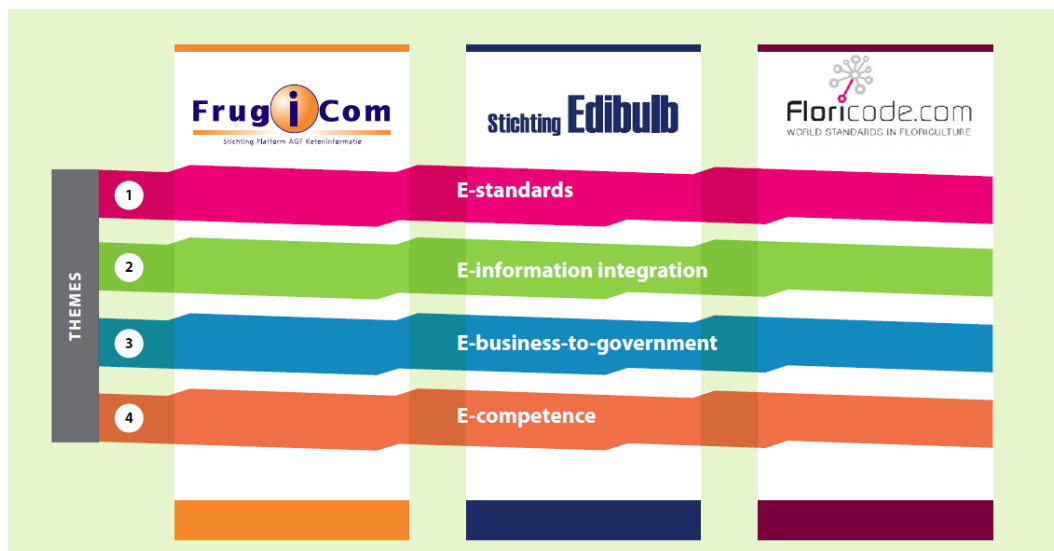 FrugiCom
Stichting Platform AGF Keteninformatie
Stichting Edibulb
Floricode.com
WORLD STANDARDS IN FLORICULTURE
THEMES
1
E-standards
2
E-information integration
3
E-business-to-government
4
E-competence